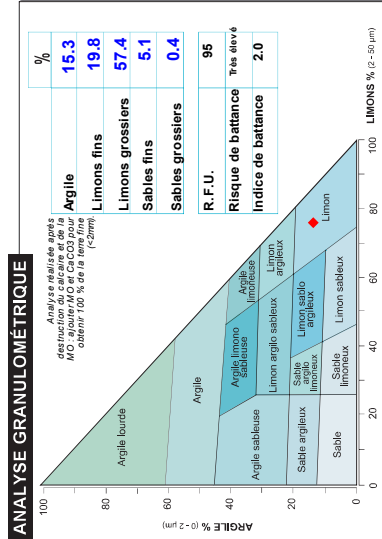 ANALYSE GRANULOMÉTRIQUE
Analyse réalisée après
destruction du calcaire et de la
MO : ajouter MO et CaCO3 pour
obtenir 100 % de la terre fine
(<2mm).
%
Argile 15.3
Limons fins 19.8
Limons grossiers 57.4
Sables fins 5.1
Sables grossiers 0.4
R.F.U. 95
Risque de battance Très élevé
Indice de battance 2.0
ARGILE % (0 - 2 µm)
100
80
60
40
20
0
Argile lourde
Argile
Argile sableuse
Argile limono
sableuse
Argile
limoneuse
Sable argileux
Limon argilo sableux
Limon
argileux
Sable
argilo
limoneux
Limon sablo
argileux
Limon
Sable
Sable
limoneux
Limon sableux
0
20
40
60
80
100
LIMONS % (2 - 50 µm)